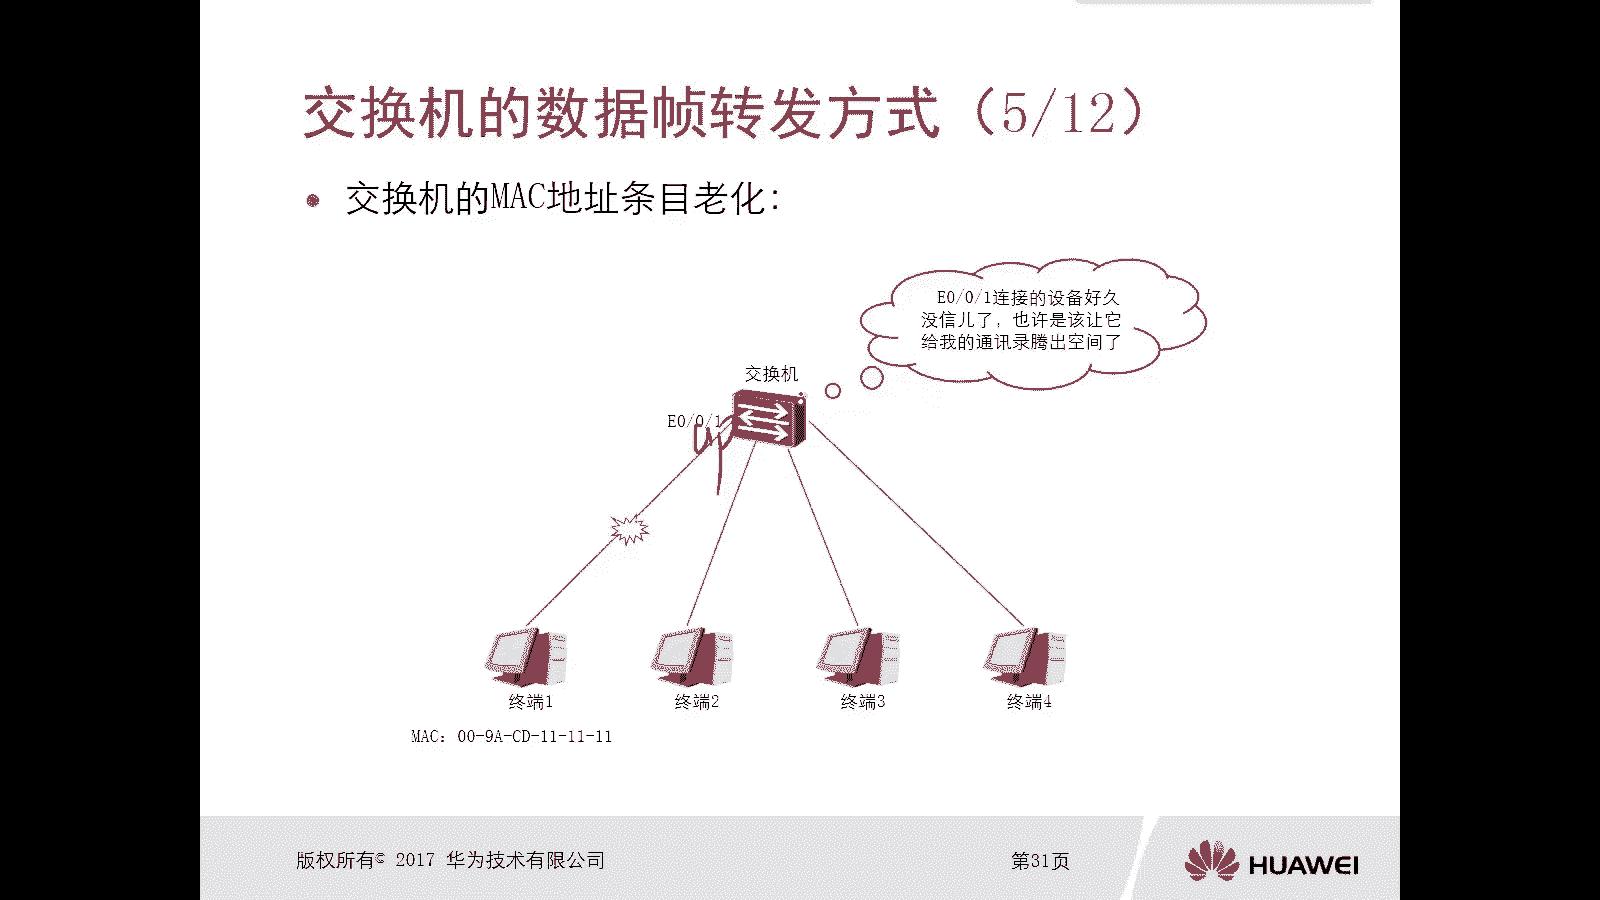 交换机的数据帧转发方式（5/12）
• 交换机的MAC地址条目老化：
E0/0/1连接的设备好久
没信儿了，也许是该让它
给我的通讯录腾出空间了
交换机
E0/0/1
终端1
终端2
终端3
终端4
MAC：00-9A-CD-11-11-11
版权所有© 2017 华为技术有限公司
第31页
HUAWEI